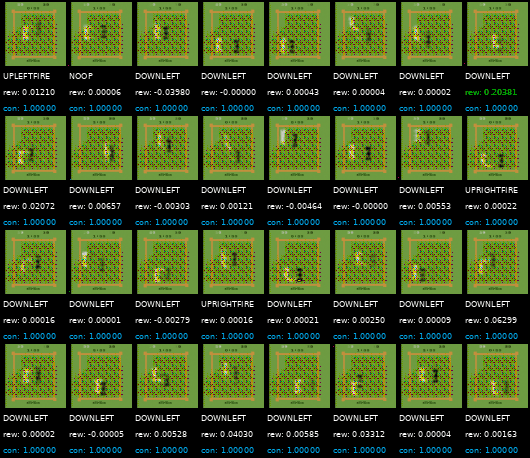 UPLEFTFIRE NOOP DOWNLEFT DOWNLEFT DOWNLEFT DOWNLEFT DOWNLEFT DOWNLEFT
rew: 0.01210 rew: 0.00006 rew: -0.03980 rew: -0.00000 rew: 0.00043 rew: 0.00004 rew: 0.00002 rew: 0.20381
con: 1.00000 con: 1.00000 con: 1.00000 con: 1.00000 con: 1.00000 con: 1.00000 con: 1.00000 con: 1.00000
DOWNLEFT DOWNLEFT DOWNLEFT DOWNLEFT DOWNLEFT DOWNLEFT DOWNLEFT UPRIGHTFIRE
rew: 0.02072 rew: 0.00657 rew: -0.00303 rew: 0.00121 rew: -0.00464 rew: -0.00000 rew: 0.00553 rew: 0.00022
con: 1.00000 con: 1.00000 con: 1.00000 con: 1.00000 con: 1.00000 con: 1.00000 con: 1.00000 con: 1.00000
DOWNLEFT DOWNLEFT DOWNLEFT UPRIGHTFIRE DOWNLEFT DOWNLEFT DOWNLEFT DOWNLEFT
rew: 0.00016 rew: 0.00001 rew: -0.00279 rew: 0.00016 rew: 0.00021 rew: 0.00250 rew: 0.00009 rew: 0.06299
con: 1.00000 con: 1.00000 con: 1.00000 con: 1.00000 con: 1.00000 con: 1.00000 con: 1.00000 con: 1.00000
DOWNLEFT DOWNLEFT DOWNLEFT DOWNLEFT DOWNLEFT DOWNLEFT DOWNLEFT DOWNLEFT
rew: 0.00002 rew: -0.00005 rew: 0.00528 rew: 0.04030 rew: 0.00585 rew: 0.03312 rew: 0.00004 rew: 0.00163
con: 1.00000 con: 1.00000 con: 1.00000 con: 1.00000 con: 1.00000 con: 1.00000 con: 1.00000 con: 1.00000